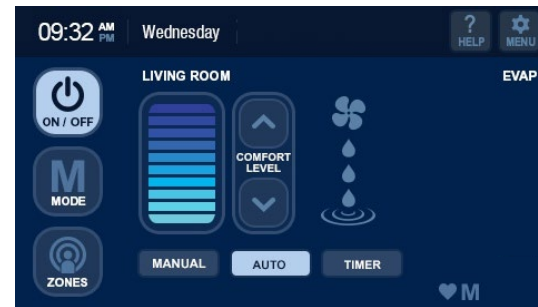 09:32 AM PM Wednesday
? HELP
MENU
LIVING ROOM
EVAP
ON / OFF
COMFORT LEVEL
M
MODE
ZONES
MANUAL
AUTO
TIMER
M